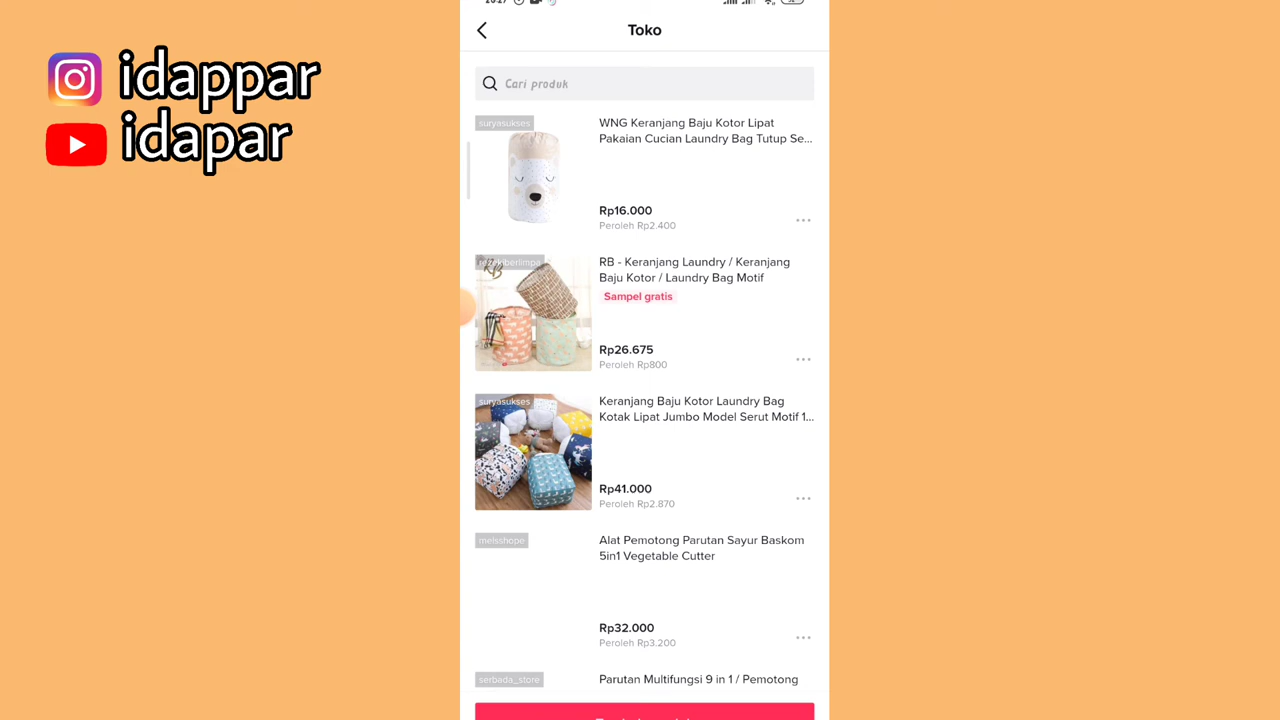 idappar
idapar
Toko
Cari produk
suryasukses
WNG Keranjang Baju Kotor Lipat
Pakaian Cucian Laundry Bag Tutup Se...
Rp16.000
Peroleh Rp2.400
rezekiberlimpa
RB - Keranjang Laundry / Keranjang
Baju Kotor / Laundry Bag Motif
Sampel gratis
Rp26.675
Peroleh Rp800
suryasukses
Keranjang Baju Kotor Laundry Bag
Kotak Lipat Jumbo Model Serut Motif 1...
Rp41.000
Peroleh Rp2.870
melsshope
Alat Pemotong Parutan Sayur Baskom
5in1 Vegetable Cutter
Rp32.000
Peroleh Rp3.200
serbada_store
Parutan Multifungsi 9 in 1 / Pemotong